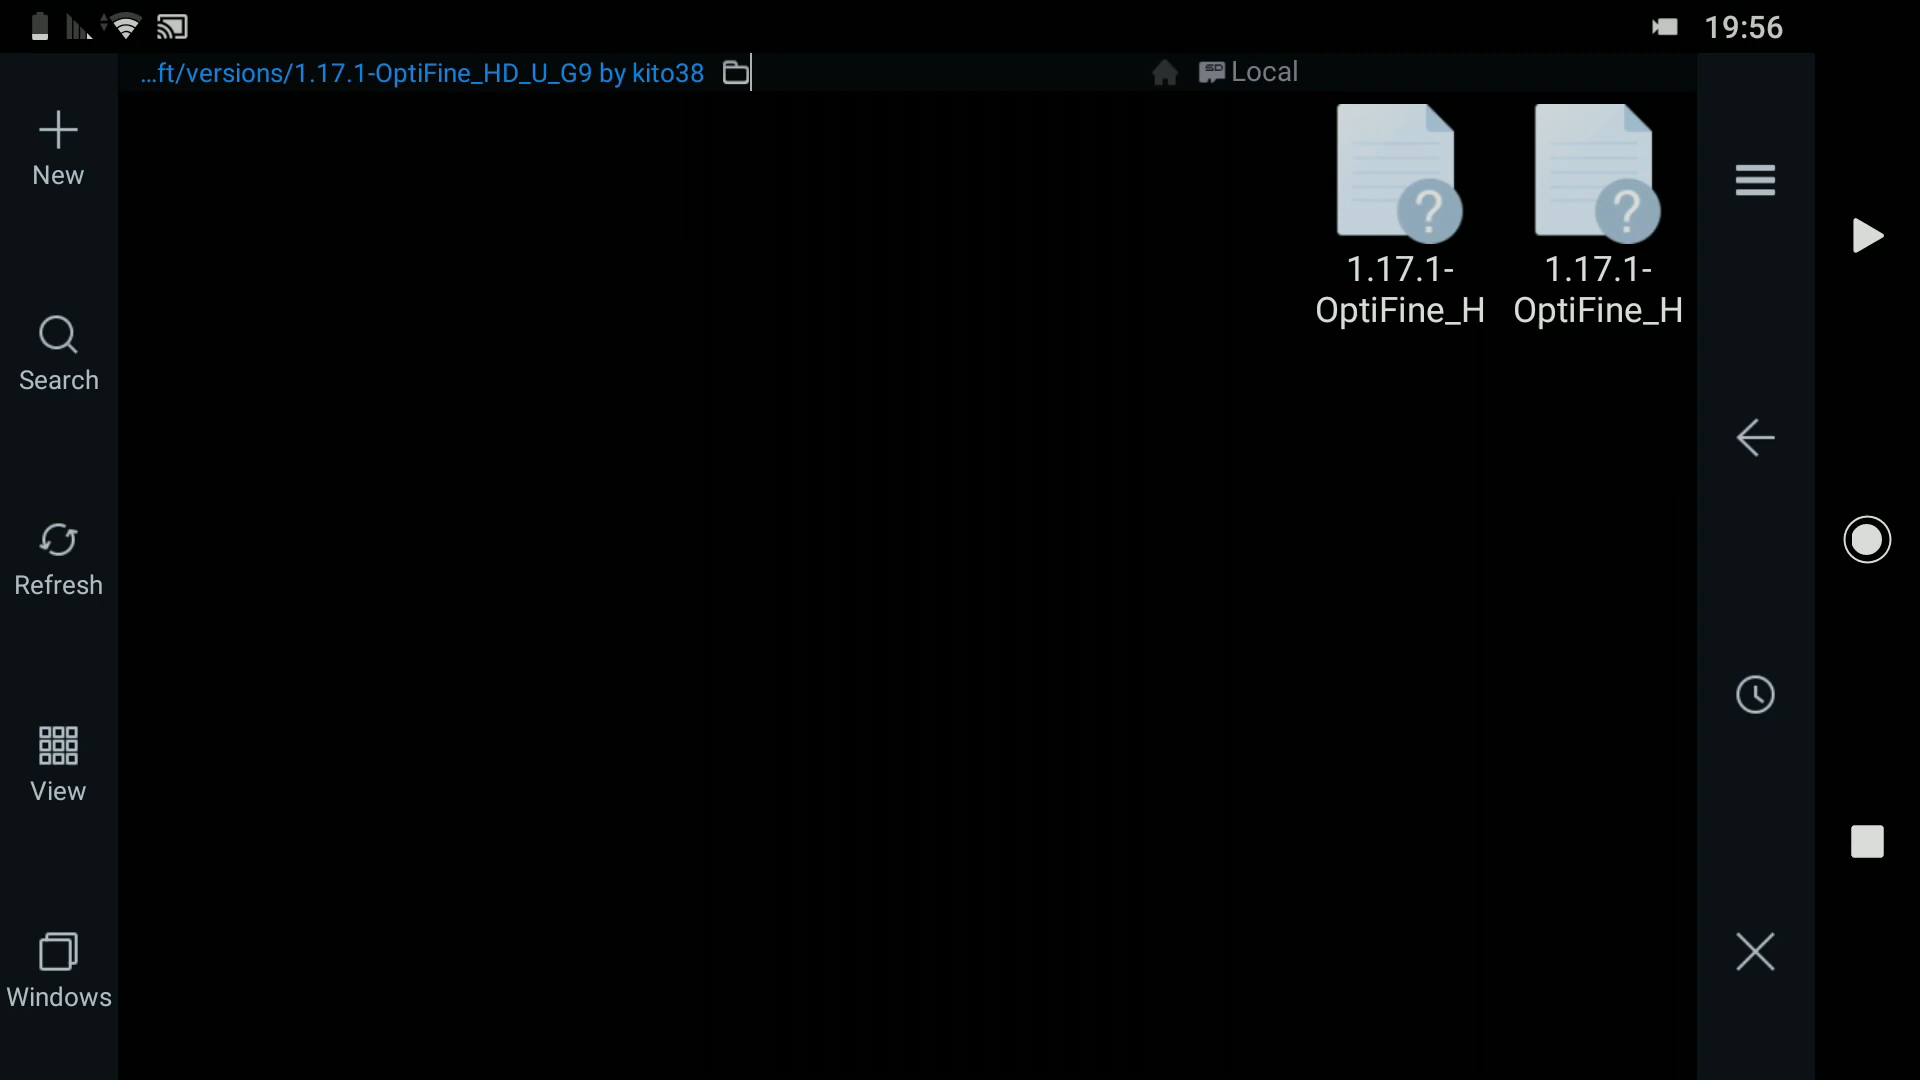 19:56
...ft/versions/1.17.1-OptiFine_HD_U_G9 by kito38
SD Local
New
Search
Refresh
View
Windows
1.17.1-
OptiFine_H
1.17.1-
OptiFine_H